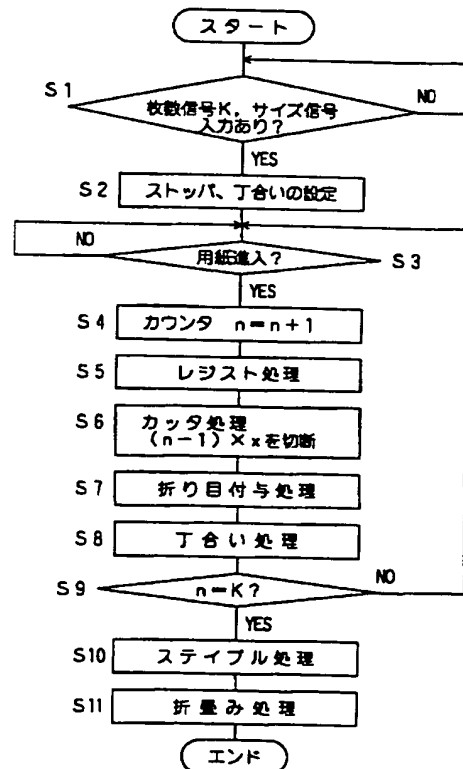 スタート
S1
枚数信号K，サイズ信号
入力あり？
NO
YES
S2
ストッパ、丁合いの設定
NO
用紙進入？
S3
YES
S4
カウンタ n＝n＋1
S5
レジスト処理
S6
カッタ処理
(n−1)×xを切断
S7
折り目付与処理
S8
丁合い処理
S9
n＝K？
NO
YES
S10
ステイプル処理
S11
折畳み処理
エンド